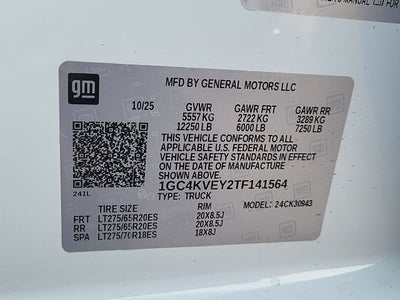 gm
MFD BY GENERAL MOTORS LLC
10/25 GVWR GAWR FRT GAWR RR
5557 KG 2722 KG 3289 KG
12250 LB 6000 LB 7250 LB
THIS VEHICLE CONFORMS TO ALL
APPLICABLE U.S. FEDERAL MOTOR
VEHICLE SAFETY STANDARDS IN EFFECT
ON THE DATE OF MANUFACTURE
SHOWN ABOVE.
1GC4KVEY2TF141564
TYPE: TRUCK
241L
TIRE SIZE RIM MODEL: 24CK30943
FRT LT275/65R20ES 20X8.5J
RR LT275/65R20ES 20X8.5J
SPA LT275/70R18ES 18X8J